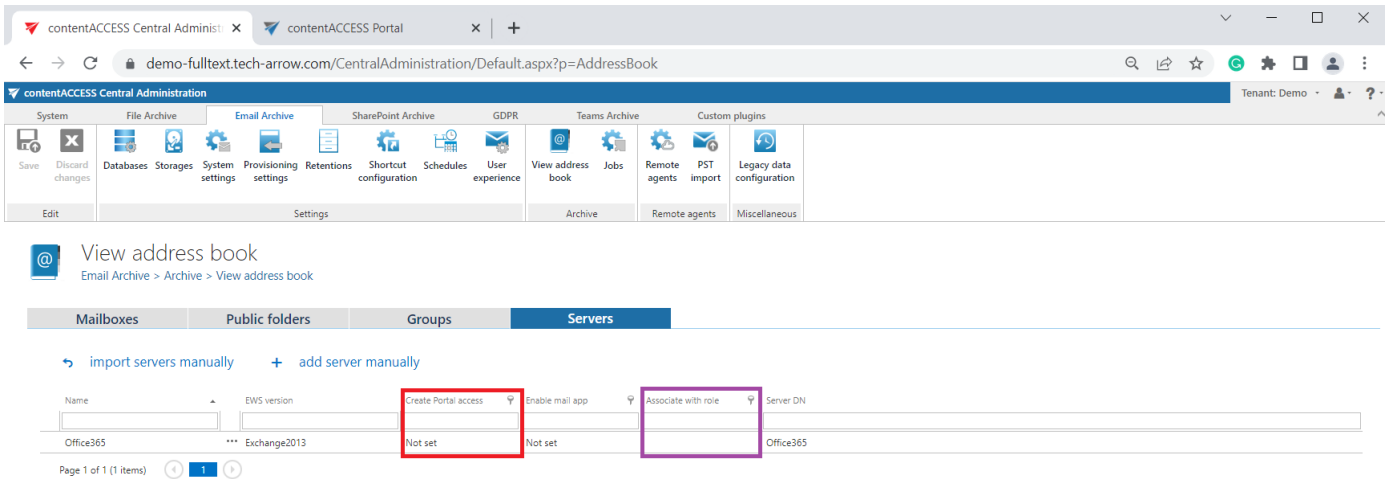 contentACCESS Central Administr
contentACCESS Portal
demo-fulltext.tech-arrow.com/CentralAdministration/Default.aspx?p=AddressBook
contentACCESS Central Administration
Tenant: Demo
?
System File Archive Email Archive SharePoint Archive GDPR Teams Archive Custom plugins
Save Discard changes Databases Storages System settings Provisioning settings Retentions Shortcut configuration Schedules User experience View address book Jobs Remote agents PST import Legacy data configuration
Edit Settings Archive Remote agents Miscellaneous
View address book
Email Archive > Archive > View address book
Mailboxes Public folders Groups Servers
import servers manually + add server manually
Name EWS version Create Portal access Enable mail app Associate with role Server DN
Office365 ••• Exchange2013 Not set Not set Office365
Page 1 of 1 (1 items) 1